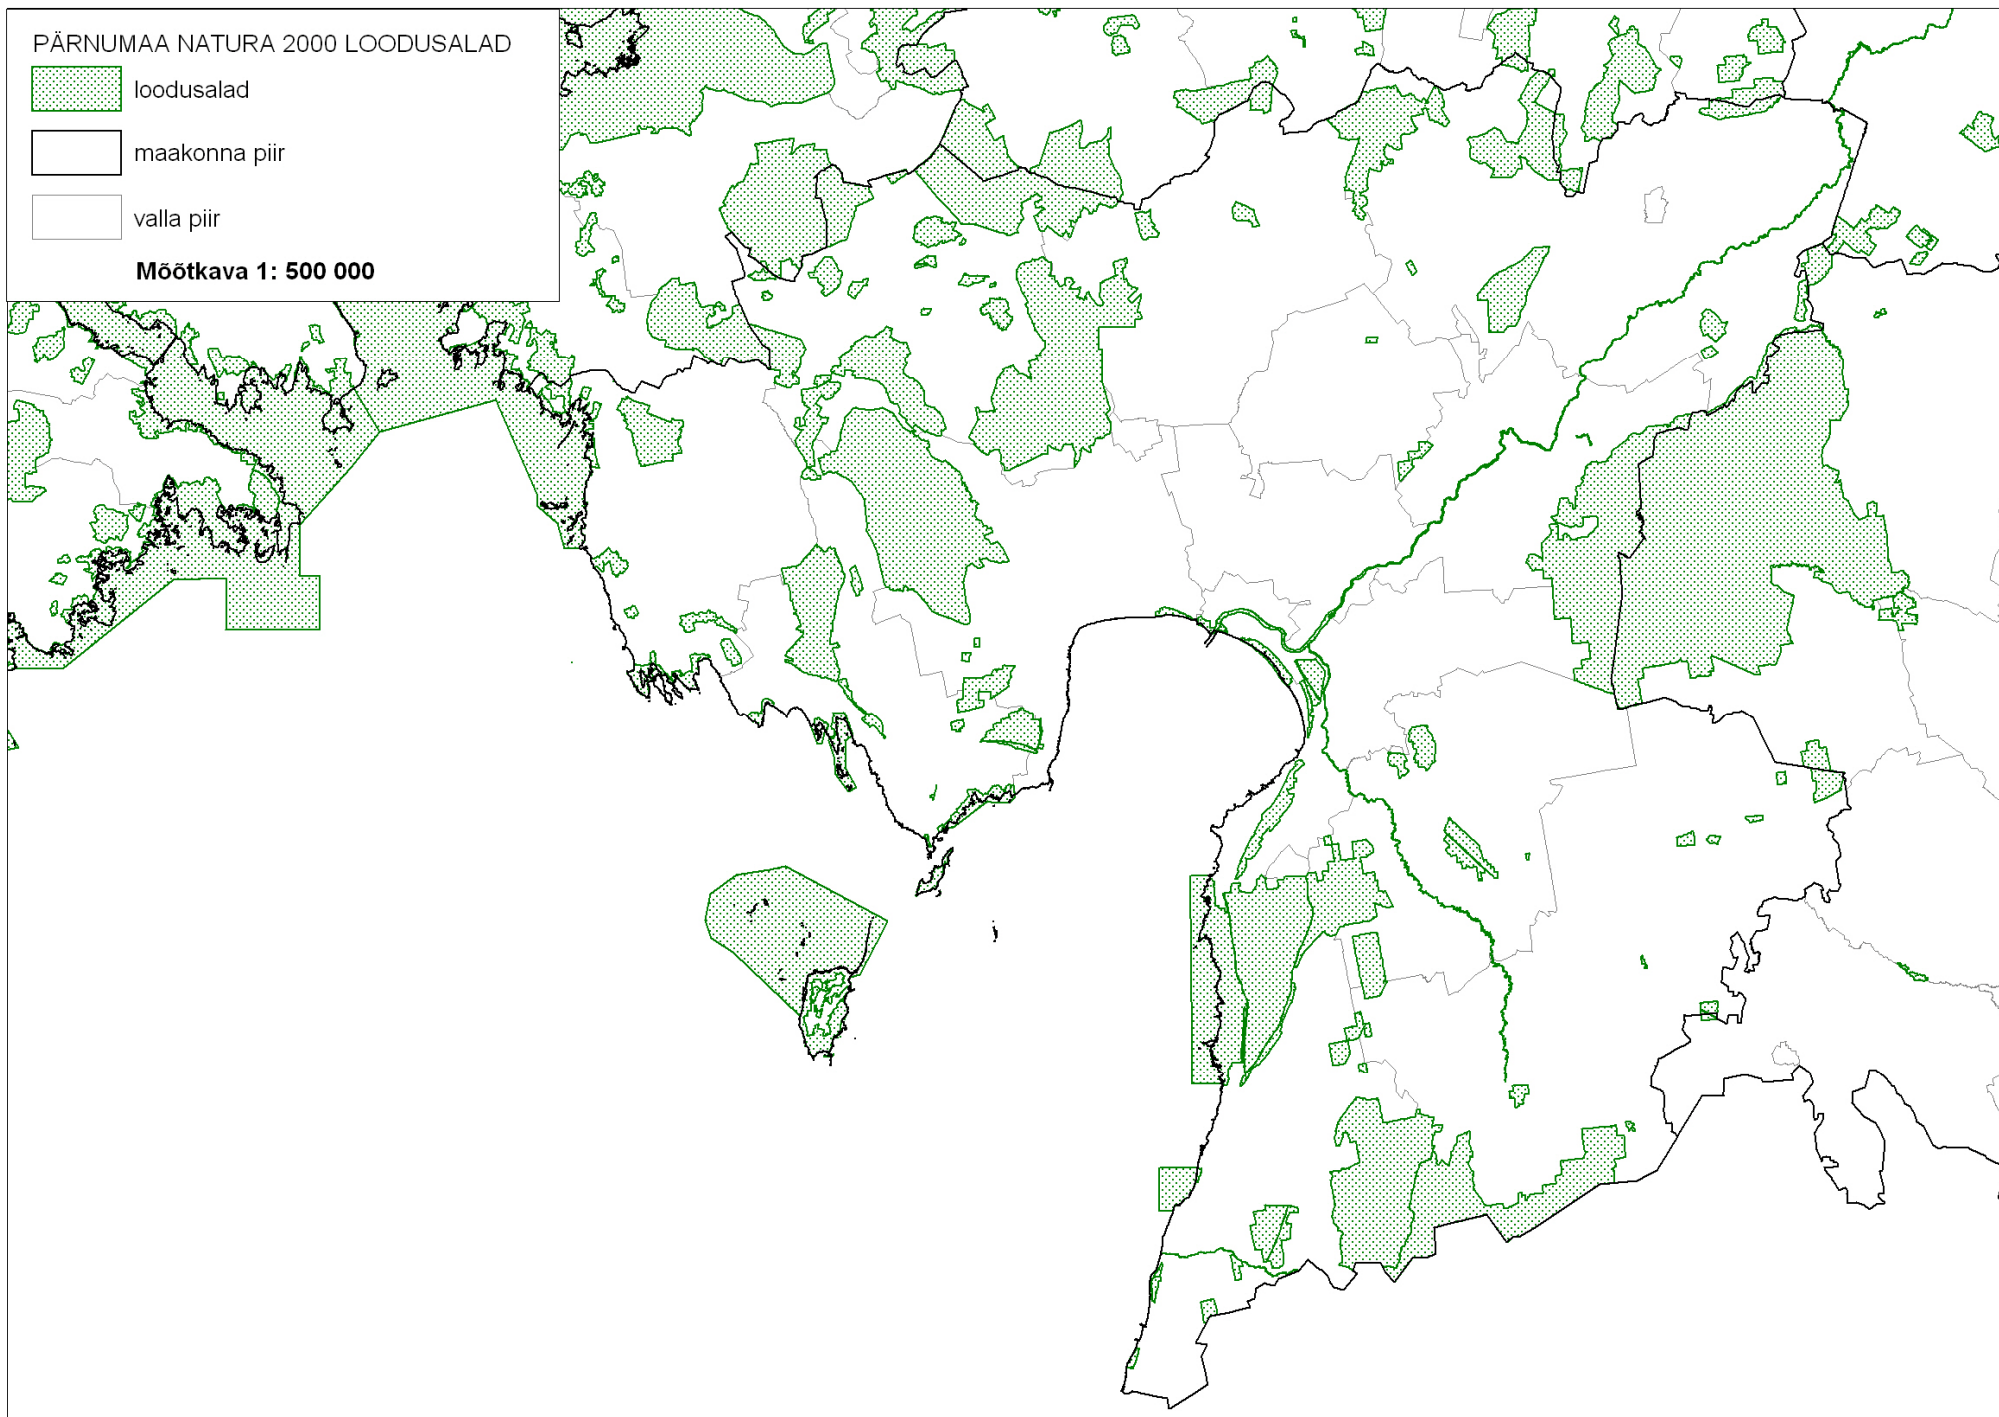 PÄRNUMAA NATURA 2000 LOODUSALAD
loodusalad
maakonna piir
valla piir
Mõõtkava 1: 500 000